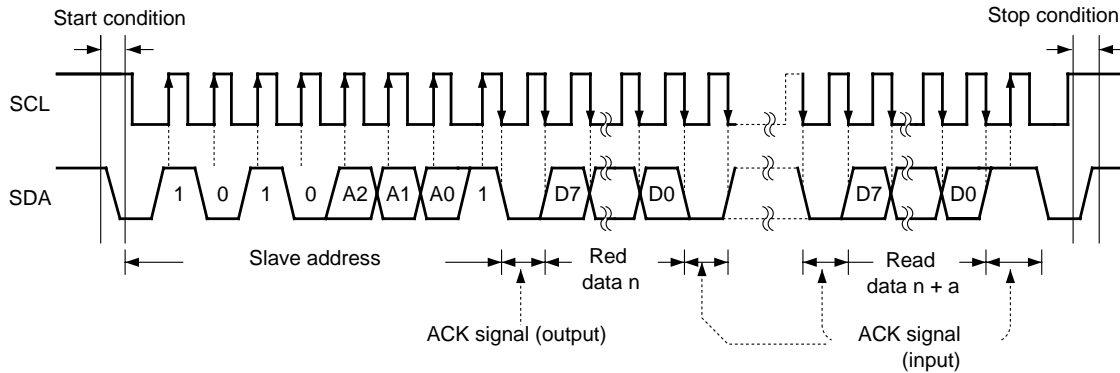 Start condition
Stop condition
SCL
SDA
1 0 1 0 A2 A1 A0 1 D7 D0 D7 D0
Slave address
Red
data n
Read
data n + a
ACK signal (output)
ACK signal
(input)